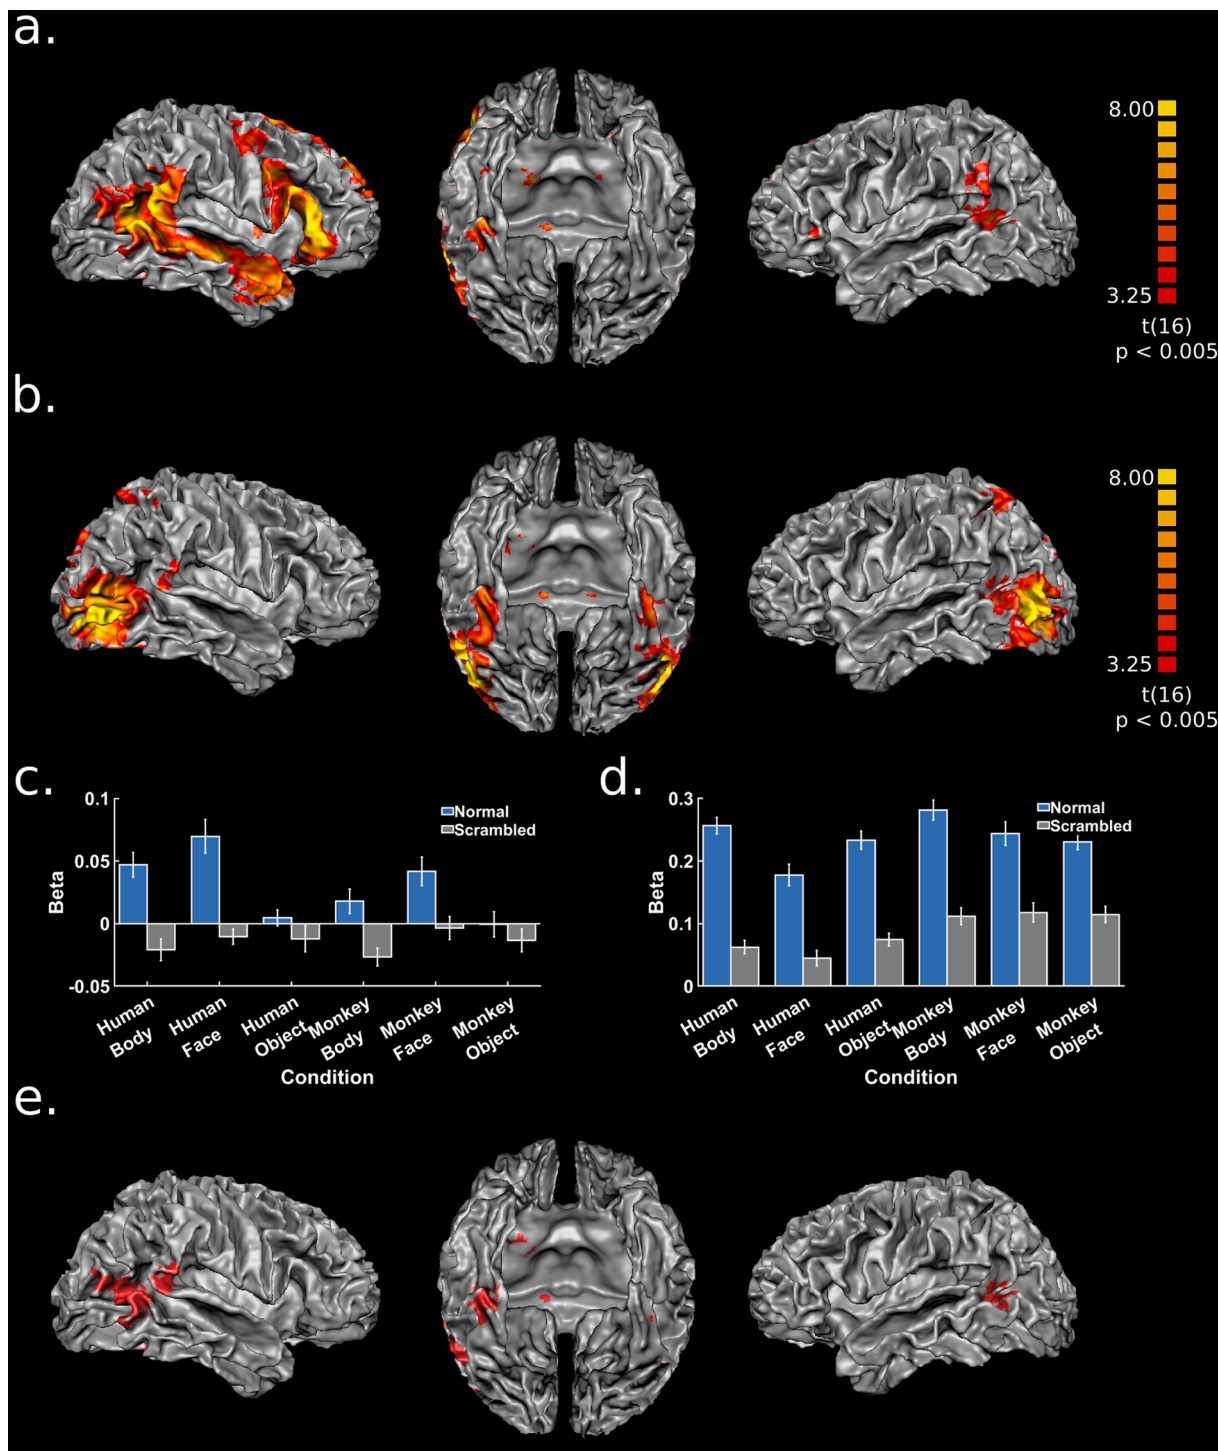 a.
8.00
3.25
t(16)
p < 0.005
b.
8.00
3.25
t(16)
p < 0.005
c.
0.1
0.05
0
-0.05
Beta
Normal
Scrambled
Human Body
Human Face
Human Object
Monkey Body
Monkey Face
Monkey Object
Condition
d.
0.3
0.2
0.1
0
Beta
Normal
Scrambled
Human Body
Human Face
Human Object
Monkey Body
Monkey Face
Monkey Object
Condition
e.